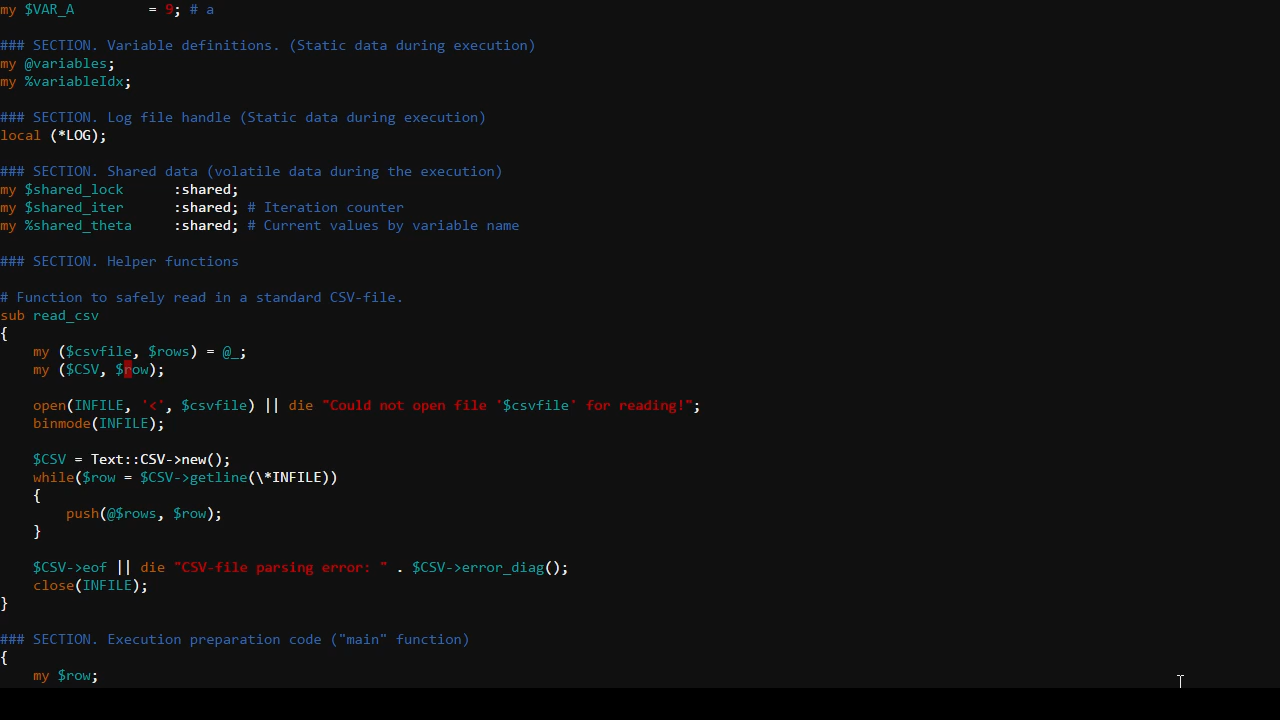 my $VAR_A         = 9; # a
### SECTION. Variable definitions. (Static data during execution)
my @variables;
my %variableIdx;
### SECTION. Log file handle (Static data during execution)
local (*LOG);
### SECTION. Shared data (volatile data during the execution)
my $shared_lock      :shared;
my $shared_iter      :shared; # Iteration counter
my %shared_theta     :shared; # Current values by variable name
### SECTION. Helper functions
# Function to safely read in a standard CSV-file.
sub read_csv
{
    my ($csvfile, $rows) = @_;
    my ($CSV, $row);
    open(INFILE, '<', $csvfile) || die "Could not open file '$csvfile' for reading!";
    binmode(INFILE);
    $CSV = Text::CSV->new();
    while($row = $CSV->getline(\*INFILE))
    {
        push(@$rows, $row);
    }
    $CSV->eof || die "CSV-file parsing error: " . $CSV->error_diag();
    close(INFILE);
}
### SECTION. Execution preparation code ("main" function)
{
    my $row;